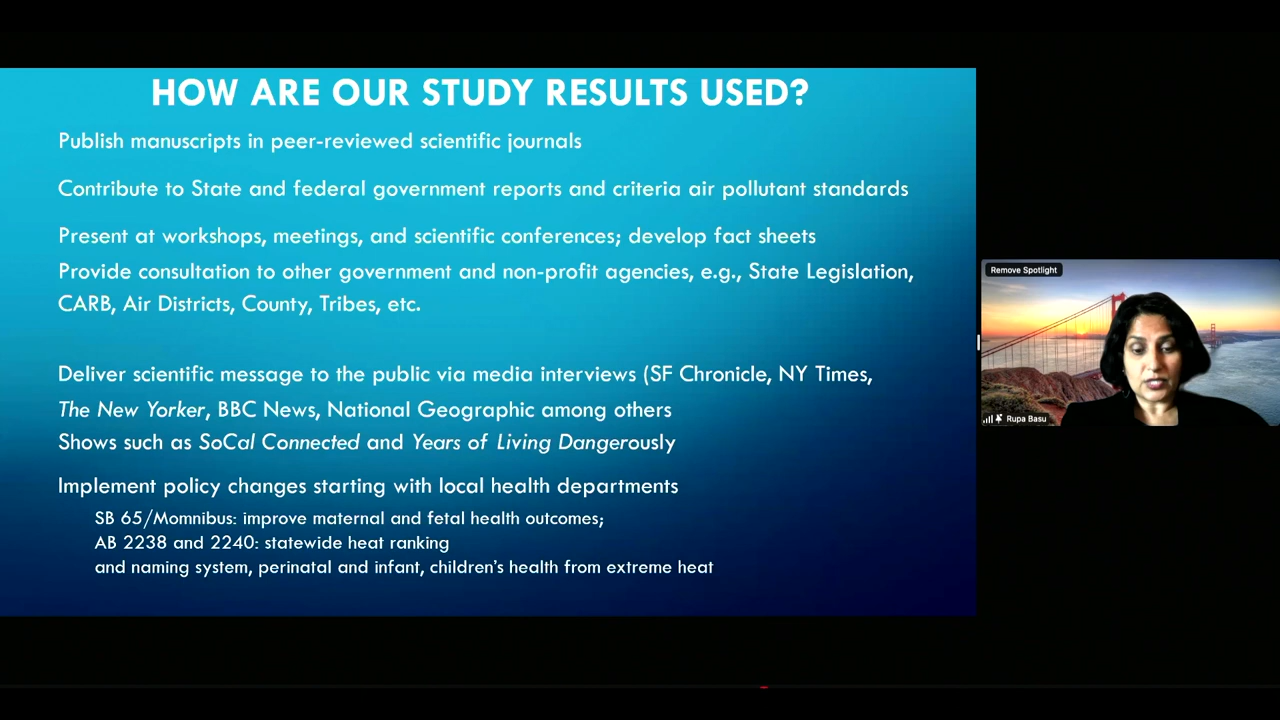 HOW ARE OUR STUDY RESULTS USED?
Publish manuscripts in peer-reviewed scientific journals
Contribute to State and federal government reports and criteria air pollutant standards
Present at workshops, meetings, and scientific conferences; develop fact sheets
Provide consultation to other government and non-profit agencies, e.g., State Legislation,
CARB, Air Districts, County, Tribes, etc.
Deliver scientific message to the public via media interviews (SF Chronicle, NY Times,
The New Yorker, BBC News, National Geographic among others
Shows such as SoCal Connected and Years of Living Dangerously
Implement policy changes starting with local health departments
SB 65/Momnibus: improve maternal and fetal health outcomes;
AB 2238 and 2240: statewide heat ranking
and naming system, perinatal and infant, children's health from extreme heat
Remove Spotlight
Rupa Basu